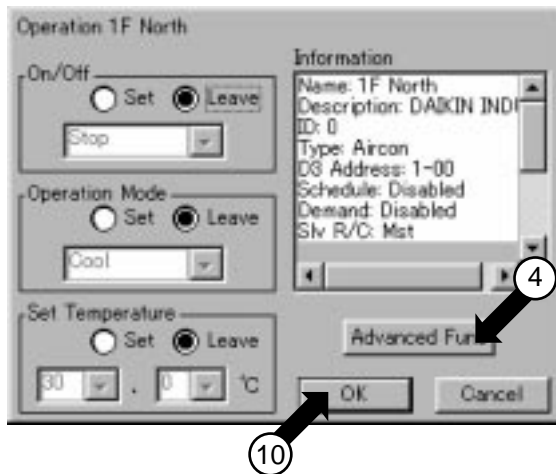 Operation 1F North
On/Off
Set Leave
Stop
Operation Mode
Set Leave
Cool
Set Temperature
Set Leave
30 . 0 °C
Information
Name: 1F North
Description: DAIKIN INDU
ID: 0
Type: Aircon
D3 Address: 1-00
Schedule: Disabled
Demand: Disabled
Slv R/C: Mst
4
Advanced Fun
OK Cancel
10